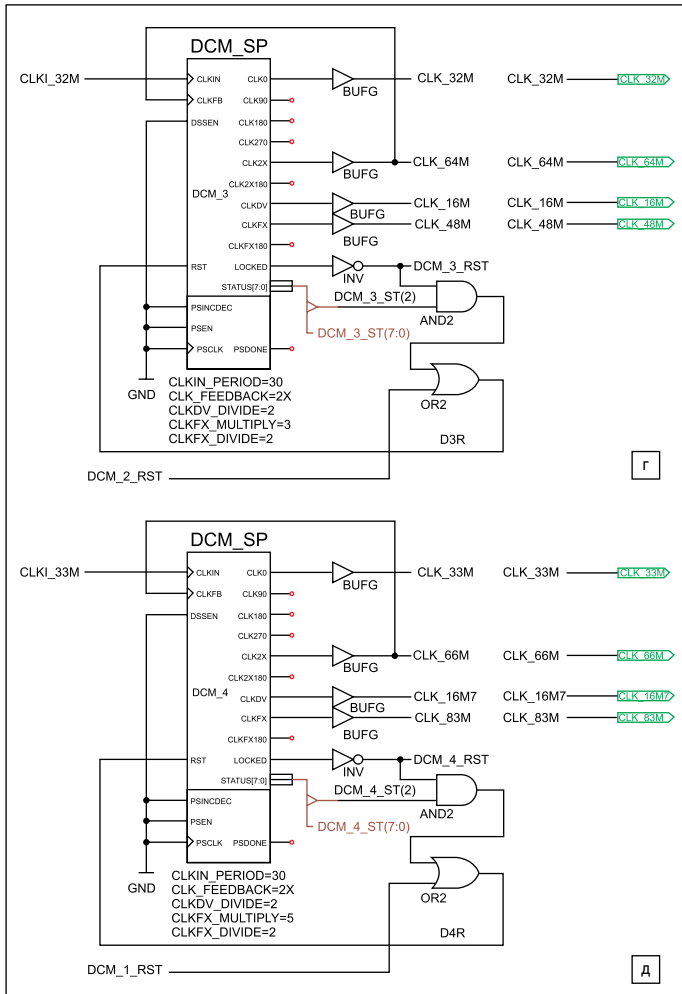 DCM_SP
CLKI_32M
CLKIN
CLK0
BUFG
CLK_32M
CLK_32M
CLK_32M
CLKFB
CLK90
DSSEN
CLK180
CLK270
CLK2X
BUFG
CLK_64M
CLK_64M
CLK_64M
CLK2X180
DCM_3
CLKDV
BUFG
CLK_16M
CLK_16M
CLK_16M
CLKFX
BUFG
CLK_48M
CLK_48M
CLK_48M
CLKFX180
RST
LOCKED
INV
DCM_3_RST
STATUS[7:0]
DCM_3_ST(2)
AND2
PSINCDEC
PSEN
DCM_3_ST(7:0)
PSCLK
PSDONE
GND
CLKIN_PERIOD=30
CLK_FEEDBACK=2X
CLKDV_DIVIDE=2
CLKFX_MULTIPLY=3
CLKFX_DIVIDE=2
OR2
D3R
DCM_2_RST
г
DCM_SP
CLKI_33M
CLKIN
CLK0
BUFG
CLK_33M
CLK_33M
CLK_33M
CLKFB
CLK90
DSSEN
CLK180
CLK270
CLK2X
BUFG
CLK_66M
CLK_66M
CLK_66M
CLK2X180
DCM_4
CLKDV
BUFG
CLK_16M7
CLK_16M7
CLK_16M7
CLKFX
BUFG
CLK_83M
CLK_83M
CLK_83M
CLKFX180
RST
LOCKED
INV
DCM_4_RST
STATUS[7:0]
DCM_4_ST(2)
AND2
PSINCDEC
PSEN
DCM_4_ST(7:0)
PSCLK
PSDONE
GND
CLKIN_PERIOD=30
CLK_FEEDBACK=2X
CLKDV_DIVIDE=2
CLKFX_MULTIPLY=5
CLKFX_DIVIDE=2
OR2
D4R
DCM_1_RST
д